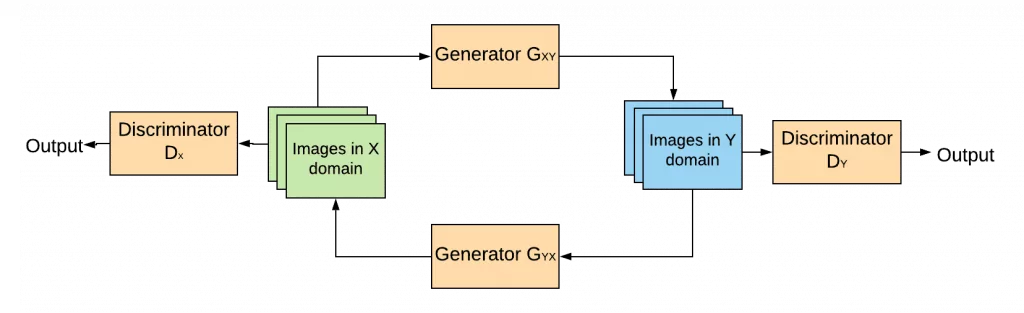 Generator GXY
Output
Discriminator
DX
Images in X
domain
Images in Y
domain
Discriminator
DY
Output
Generator GYX